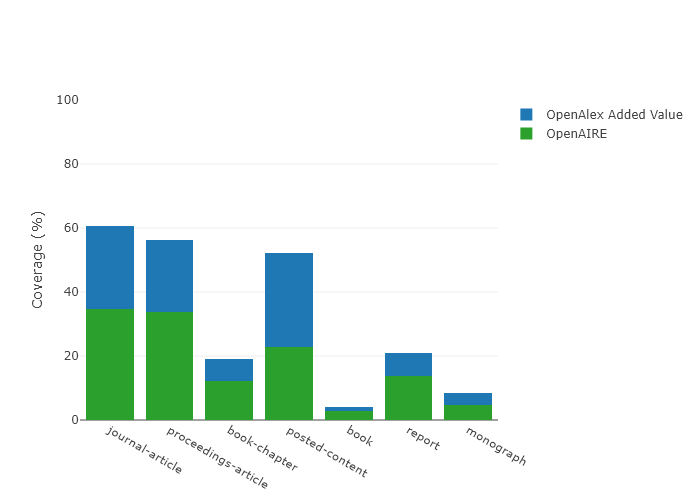 100
80
60
40
20
0
Coverage (%)
OpenAlex Added Value
OpenAIRE
journal-article
proceedings-article
book-chapter
posted-content
book
report
monograph